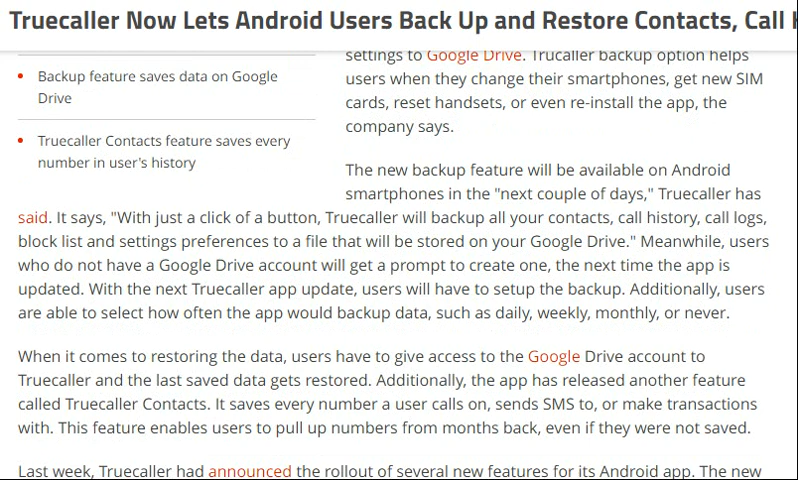 Truecaller Now Lets Android Users Back Up and Restore Contacts, Call
settings to Google Drive. Trucaller backup option helps
Backup feature saves data on Google
Drive
users when they change their smartphones, get new SIM
cards, reset handsets, or even re-install the app, the
company says.
Truecaller Contacts feature saves every
number in user's history
The new backup feature will be available on Android
smartphones in the "next couple of days," Truecaller has
said. It says, "With just a click of a button, Truecaller will backup all your contacts, call history, call logs,
block list and settings preferences to a file that will be stored on your Google Drive." Meanwhile, users
who do not have a Google Drive account will get a prompt to create one, the next time the app is
updated. With the next Truecaller app update, users will have to setup the backup. Additionally, users
are able to select how often the app would backup data, such as daily, weekly, monthly, or never.
When it comes to restoring the data, users have to give access to the Google Drive account to
Truecaller and the last saved data gets restored. Additionally, the app has released another feature
called Truecaller Contacts. It saves every number a user calls on, sends SMS to, or make transactions
with. This feature enables users to pull up numbers from months back, even if they were not saved.
Last week, Truecaller had announced the rollout of several new features for its Android app. The new